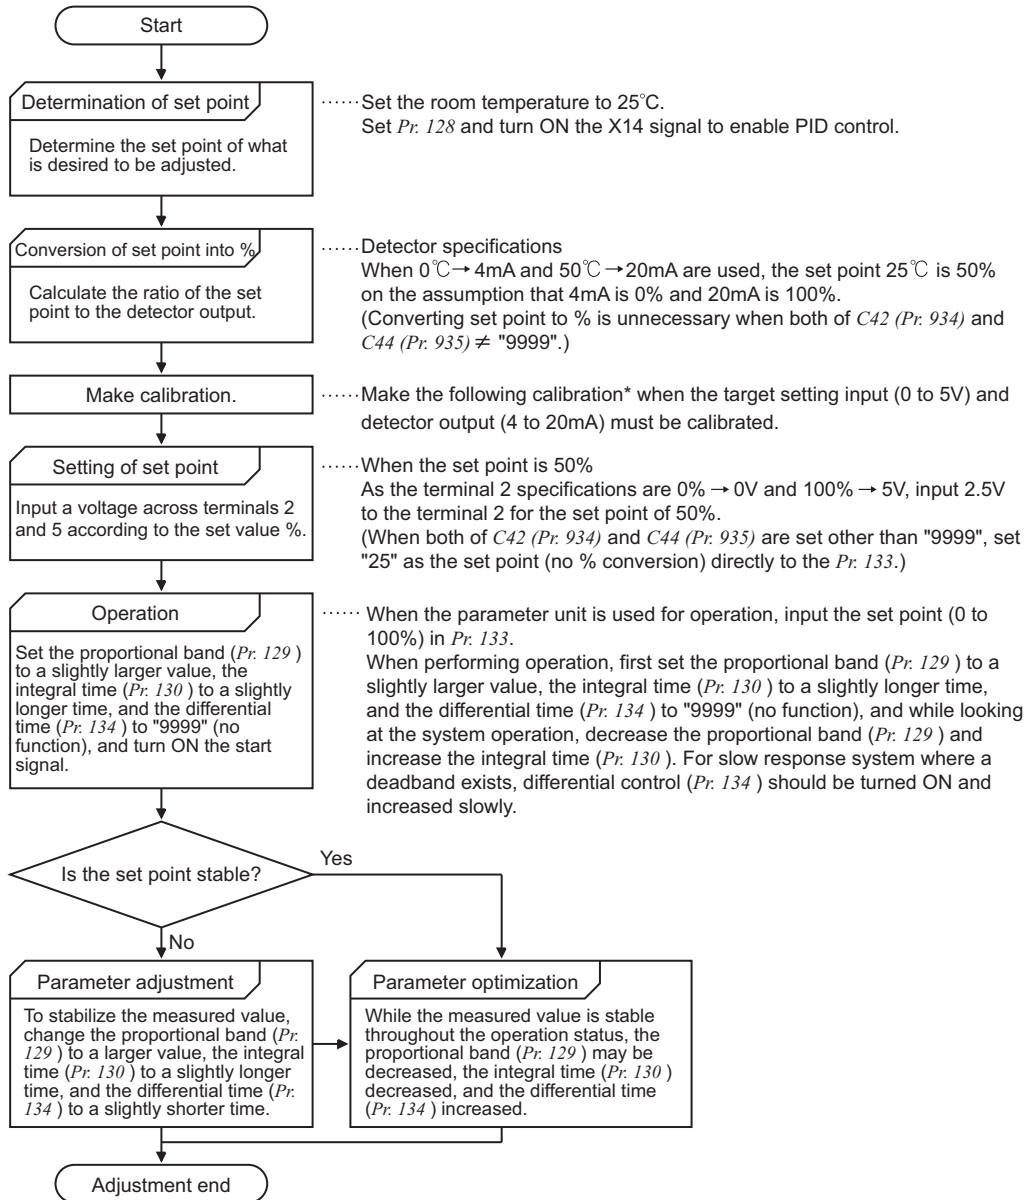 Start
Determination of set point
Determine the set point of what
is desired to be adjusted.
······Set the room temperature to 25°C.
Set Pr. 128 and turn ON the X14 signal to enable PID control.
Conversion of set point into %
Calculate the ratio of the set
point to the detector output.
······Detector specifications
When 0℃→4mA and 50℃→20mA are used, the set point 25℃ is 50%
on the assumption that 4mA is 0% and 20mA is 100%.
(Converting set point to % is unnecessary when both of C42 (Pr. 934) and
C44 (Pr. 935) ≠ "9999".)
Make calibration.
······Make the following calibration* when the target setting input (0 to 5V) and
detector output (4 to 20mA) must be calibrated.
Setting of set point
Input a voltage across terminals 2
and 5 according to the set value %.
······When the set point is 50%
As the terminal 2 specifications are 0% → 0V and 100% → 5V, input 2.5V
to the terminal 2 for the set point of 50%.
(When both of C42 (Pr. 934) and C44 (Pr. 935) are set other than "9999", set
"25" as the set point (no % conversion) directly to the Pr. 133.)
Operation
Set the proportional band (Pr. 129 )
to a slightly larger value, the
integral time (Pr. 130 ) to a slightly
longer time, and the differential
time (Pr. 134 ) to "9999" (no
function), and turn ON the start
signal.
······ When the parameter unit is used for operation, input the set point (0 to
100%) in Pr. 133.
When performing operation, first set the proportional band (Pr. 129 ) to a
slightly larger value, the integral time (Pr. 130 ) to a slightly longer time,
and the differential time (Pr. 134 ) to "9999" (no function), and while looking
at the system operation, decrease the proportional band (Pr. 129 ) and
increase the integral time (Pr. 130 ). For slow response system where a
deadband exists, differential control (Pr. 134 ) should be turned ON and
increased slowly.
Is the set point stable?
Yes
No
Parameter adjustment
To stabilize the measured value,
change the proportional band (Pr.
129 ) to a larger value, the integral
time (Pr. 130 ) to a slightly longer
time, and the differential time (Pr.
134 ) to a slightly shorter time.
Parameter optimization
While the measured value is stable
throughout the operation status, the
proportional band (Pr. 129 ) may be
decreased, the integral time (Pr. 130 )
decreased, and the differential time
(Pr. 134 ) increased.
Adjustment end